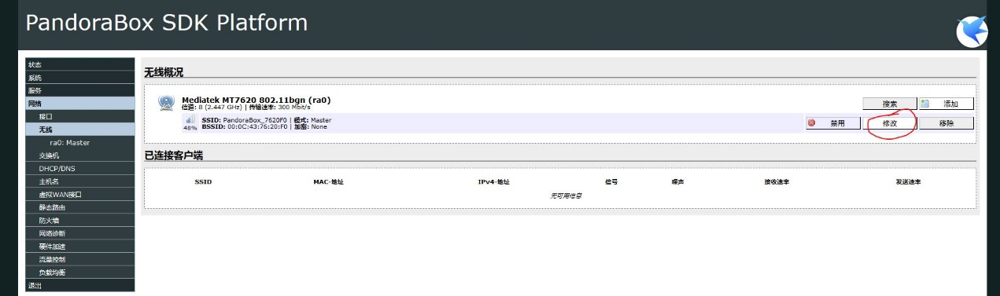 PandoraBox SDK Platform
状态
系统
服务
网络
接口
无线
ra0: Master
交换机
DHCP/DNS
主机名
虚拟WAN接口
静态路由
防火墙
网络诊断
硬件加速
流量控制
负载均衡
退出
无线概况
Mediatek MT7620 802.11bgn (ra0)
信道: 8 (2.447 GHz) | 传输速率: 300 Mbit/s
搜索 添加
SSID: PandoraBox_7620F0 | 模式: Master
48% BSSID: 00:0C:43:76:20:F0 | 加密: None
禁用 修改 移除
已连接客户端
SSID MAC-地址 IPv4-地址 信号 噪声 接收速率 发送速率
无可用信息